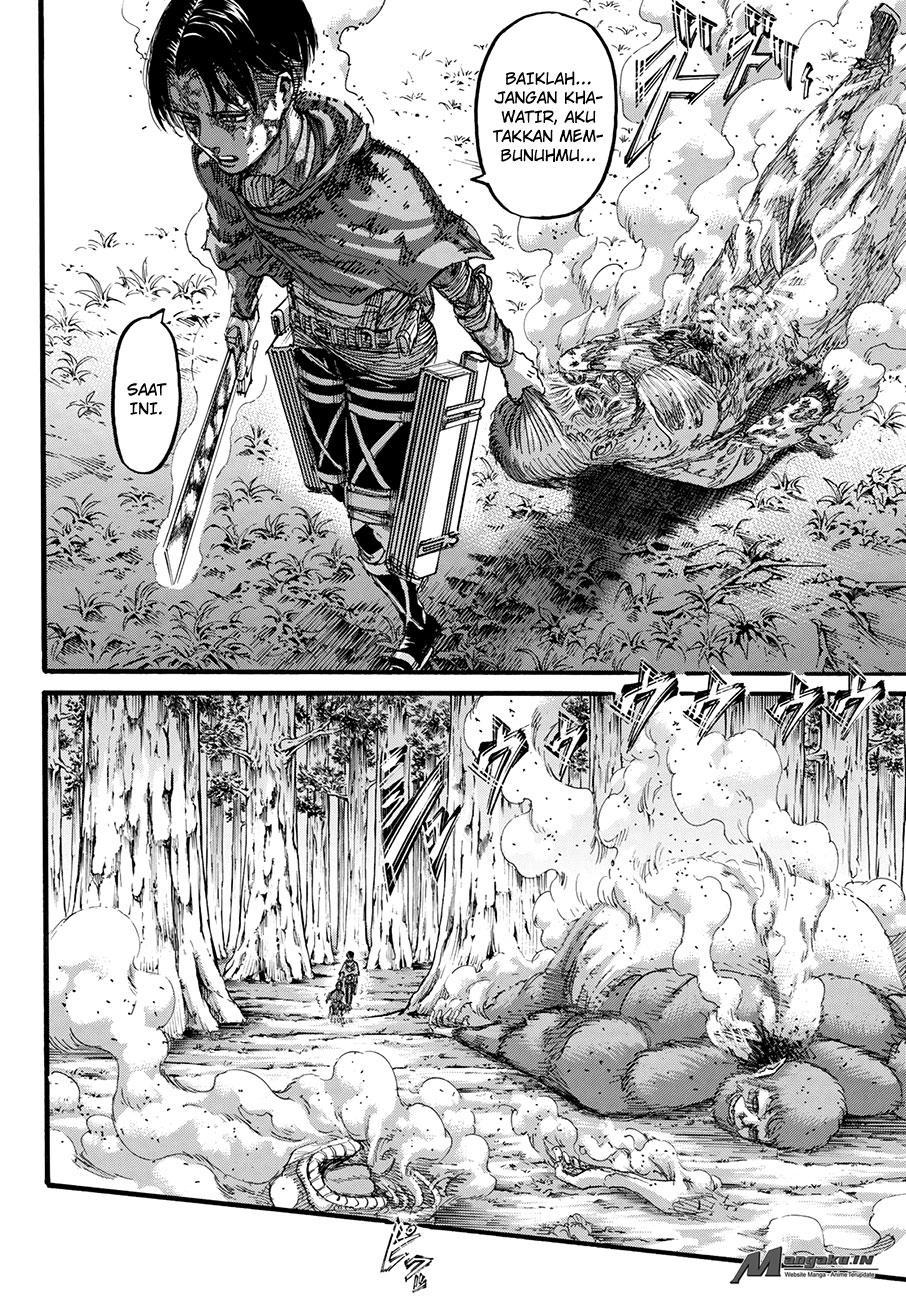 BAIKLAH...
JANGAN KHA-
WATIR, AKU
TAKKAN MEM-
BUNUHMU...
SAAT
INI.
Mangaku.IN
Website Manga - Anime Terupdate